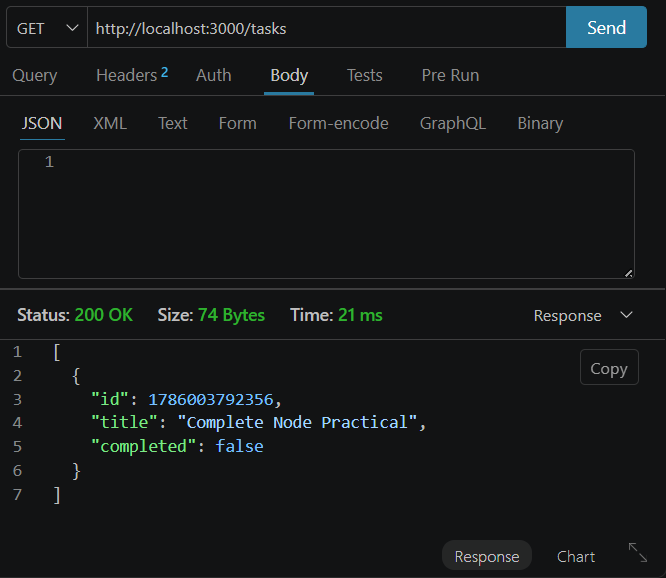 GET http://localhost:3000/tasks Send
Query Headers 2 Auth Body Tests Pre Run
JSON XML Text Form Form-encode GraphQL Binary
1
Status: 200 OK Size: 74 Bytes Time: 21 ms Response
1 [
Copy
2 {
3 "id": 1786003792356,
4 "title": "Complete Node Practical",
5 "completed": false
6 }
7 ]
Response Chart